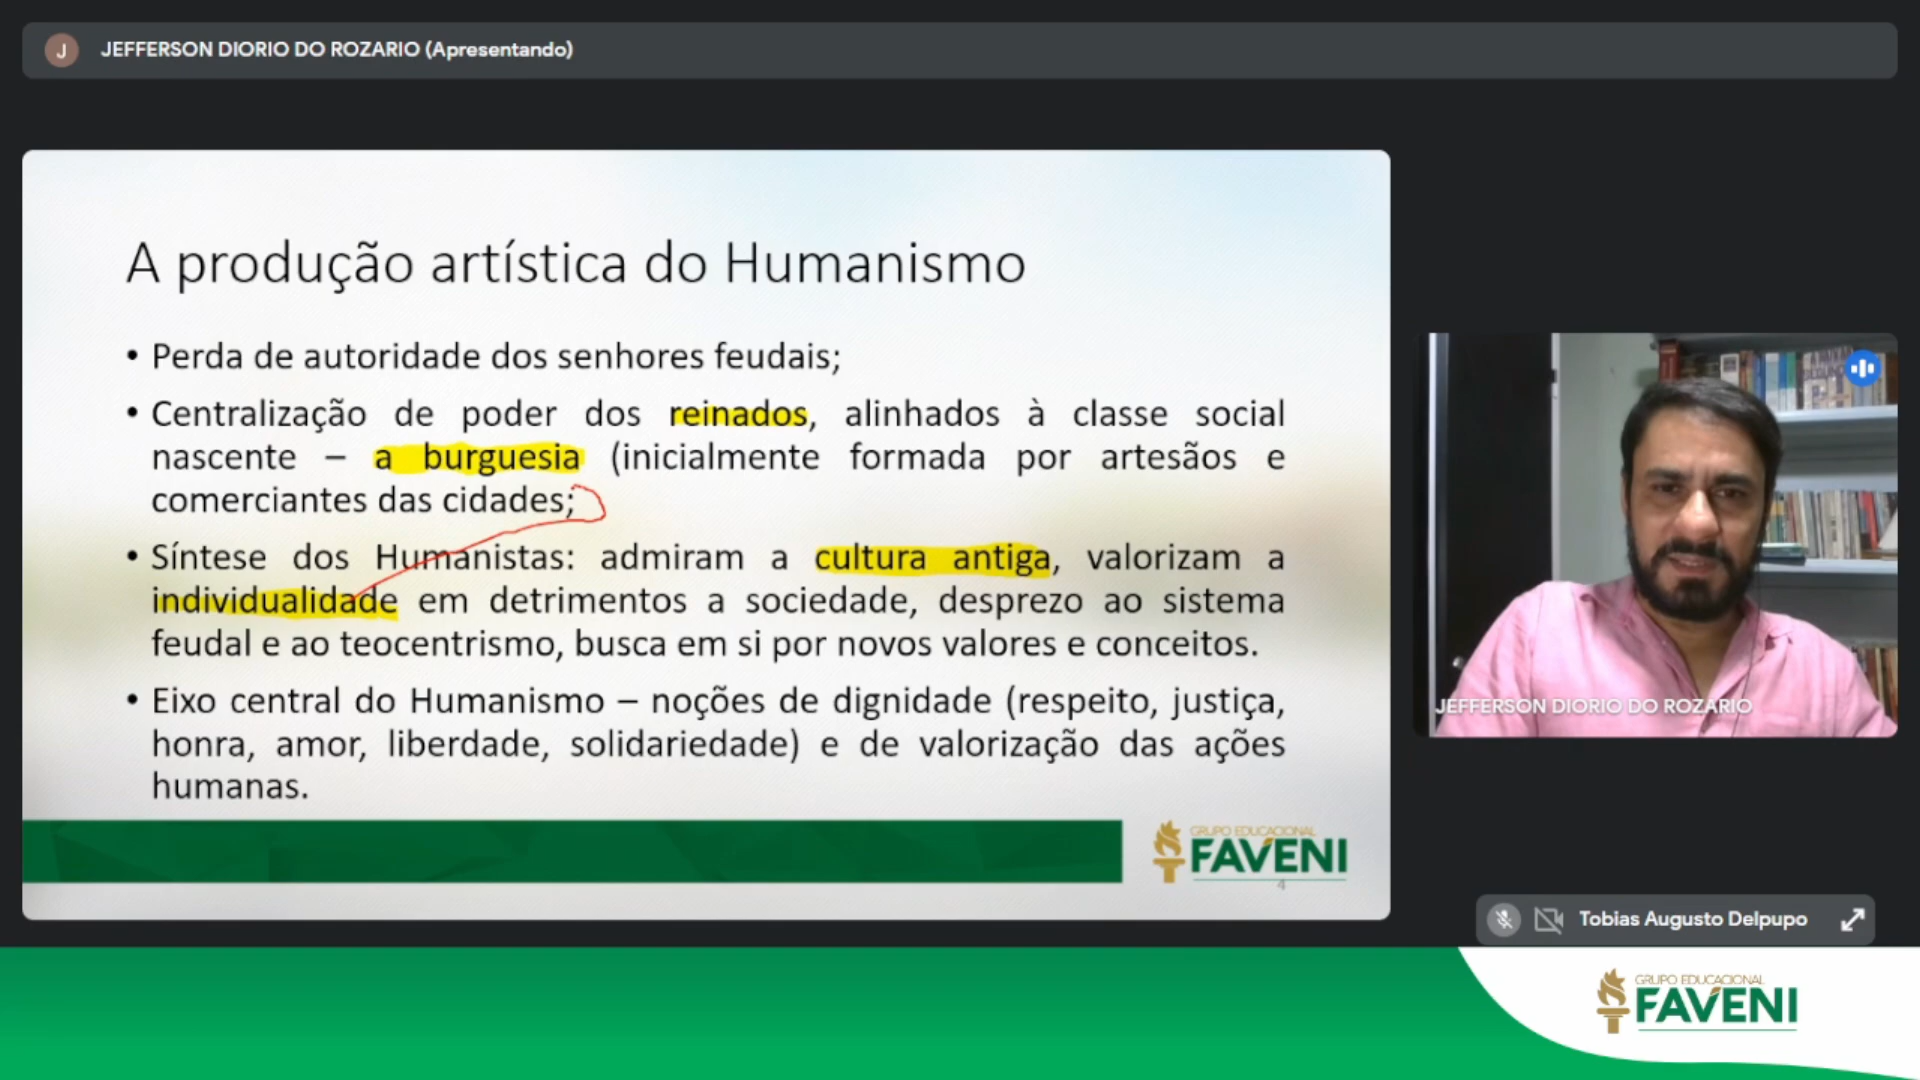 J
JEFFERSON DIORIO DO ROZARIO (Apresentando)
A produção artística do Humanismo
• Perda de autoridade dos senhores feudais;
• Centralização de poder dos reinados, alinhados à classe social
nascente – a burguesia (inicialmente formada por artesãos e
comerciantes das cidades;
• Síntese dos Humanistas: admiram a cultura antiga, valorizam a
individualidade em detrimentos a sociedade, desprezo ao sistema
feudal e ao teocentrismo, busca em si por novos valores e conceitos.
• Eixo central do Humanismo – noções de dignidade (respeito, justiça,
honra, amor, liberdade, solidariedade) e de valorização das ações
humanas.
GRUPO EDUCACIONAL
FAVENI
4
JEFFERSON DIORIO DO ROZARIO
Tobias Augusto Delpupo
GRUPO EDUCACIONAL
FAVENI